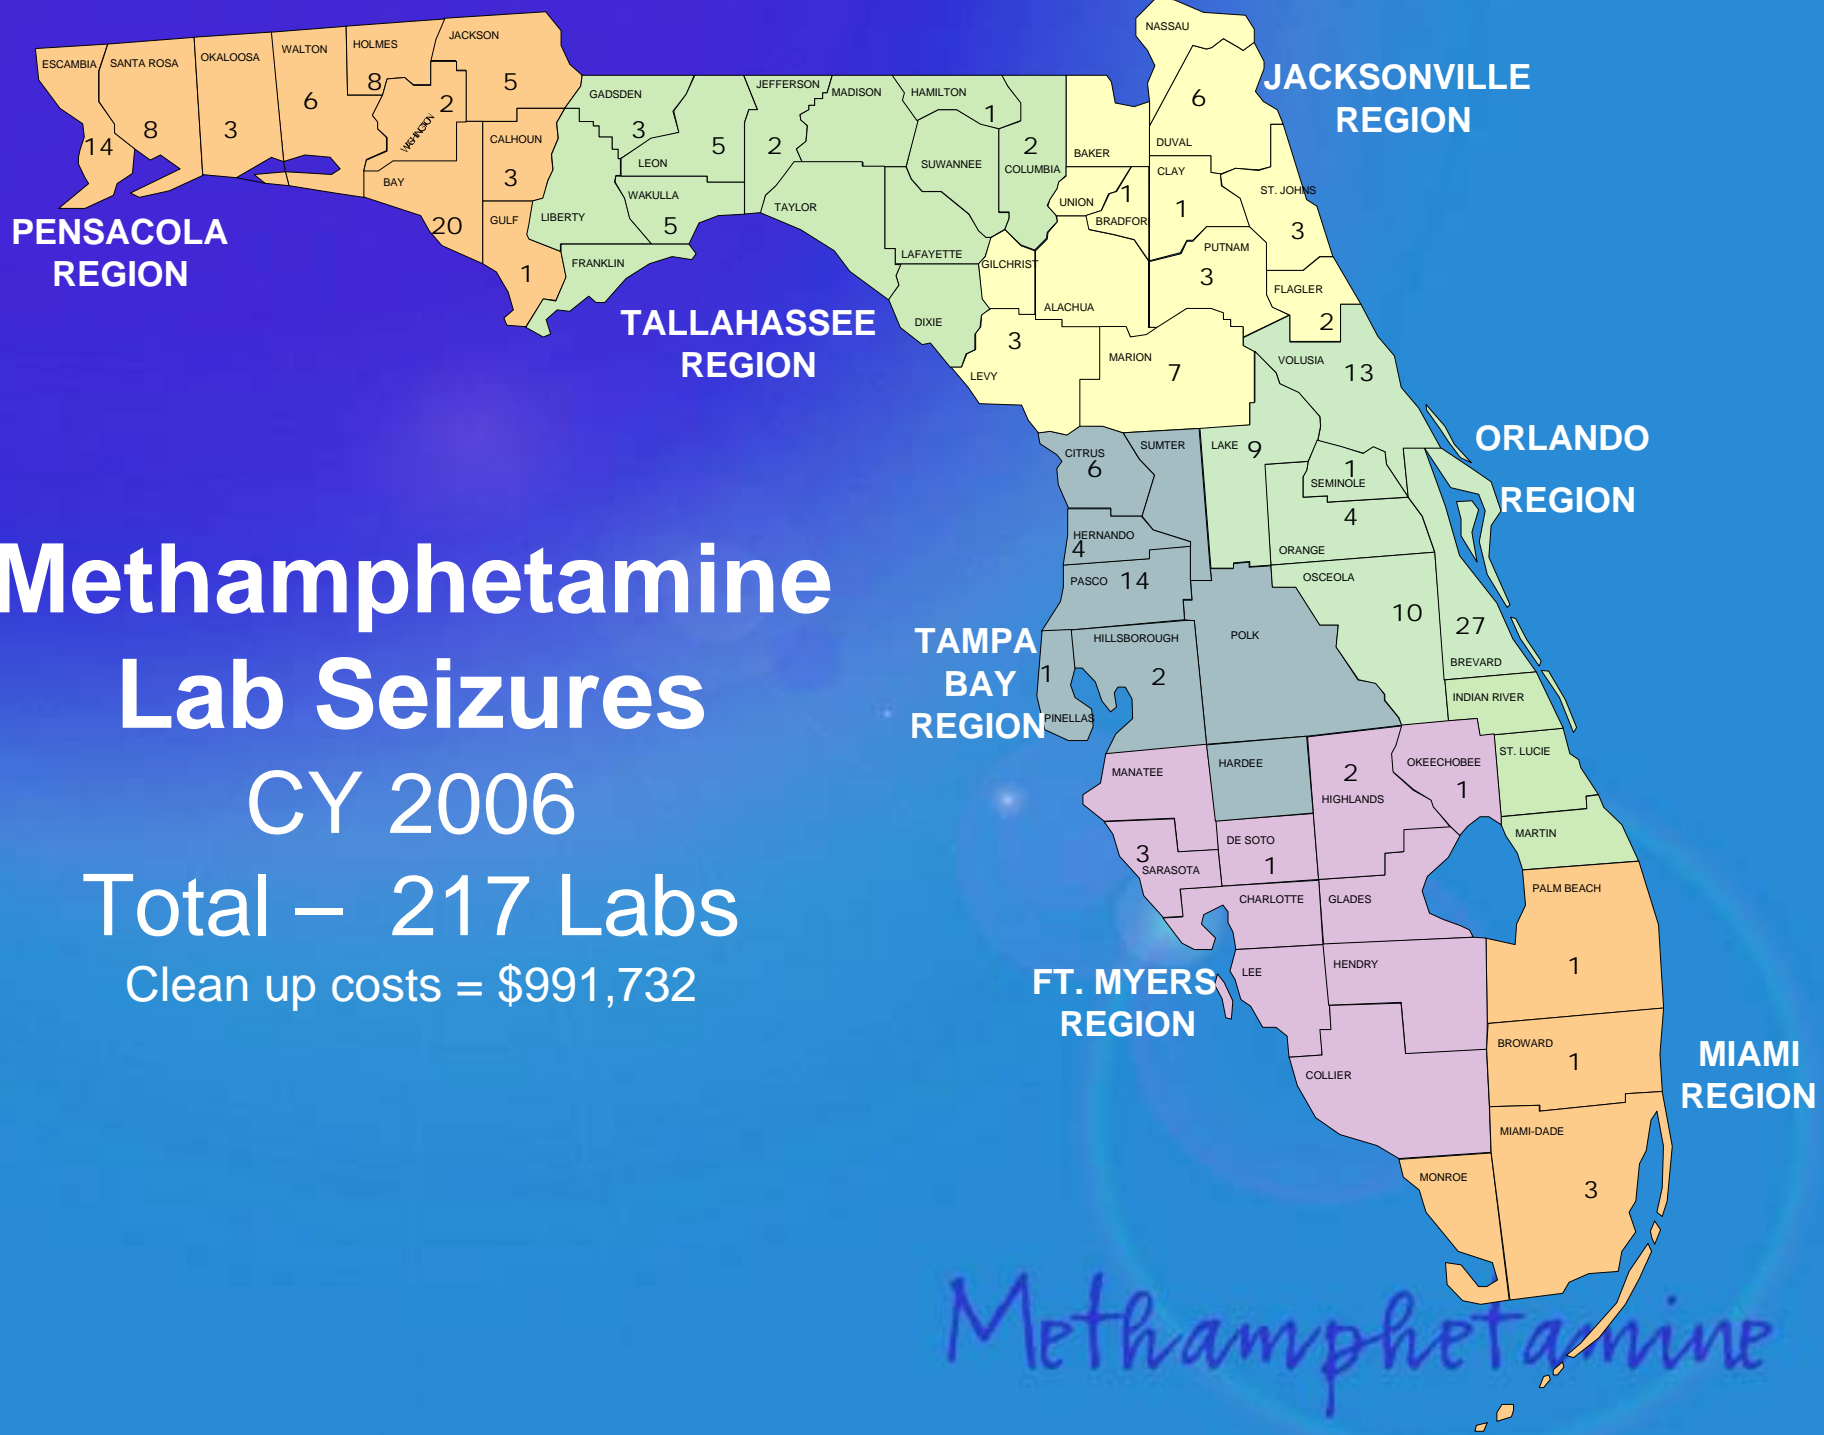 NASSAU
JACKSON
HOLMES
WALTON
OKALOOSA
SANTA ROSA
ESCAMBIA
8
5
2
6
3
8
14
WASHINGTON
CALHOUN
3
BAY
20
GULF
1
PENSACOLA
REGION
GADSDEN
3
JEFFERSON
MADISON
HAMILTON
1
5
2
2
LEON
SUWANNEE
COLUMBIA
WAKULLA
5
LIBERTY
TAYLOR
FRANKLIN
LAFAYETTE
DIXIE
TALLAHASSEE
REGION
JACKSONVILLE
REGION
6
DUVAL
BAKER
CLAY
1
UNION
1
BRADFOR
ST. JOHNS
3
PUTNAM
3
GILCHRIST
FLAGLER
2
ALACHUA
3
LEVY
MARION
7
VOLUSIA
13
ORLANDO
REGION
LAKE 9
1
SEMINOLE
4
ORANGE
OSCEOLA
10
27
BREVARD
INDIAN RIVER
ST. LUCIE
MARTIN
CITRUS
6
SUMTER
HERNANDO
4
PASCO 14
HILLSBOROUGH
2
POLK
1
PINELLAS
HARDEE
TAMPA
BAY
REGION
MANATEE
2
HIGHLANDS
OKEECHOBEE
1
3
SARASOTA
DE SOTO
1
CHARLOTTE
GLADES
LEE
HENDRY
COLLIER
FT. MYERS
REGION
PALM BEACH
1
BROWARD
1
MIAMI-DADE
3
MONROE
MIAMI
REGION
Methamphetamine
Lab Seizures
CY 2006
Total – 217 Labs
Clean up costs = $991,732
Methamphetamine